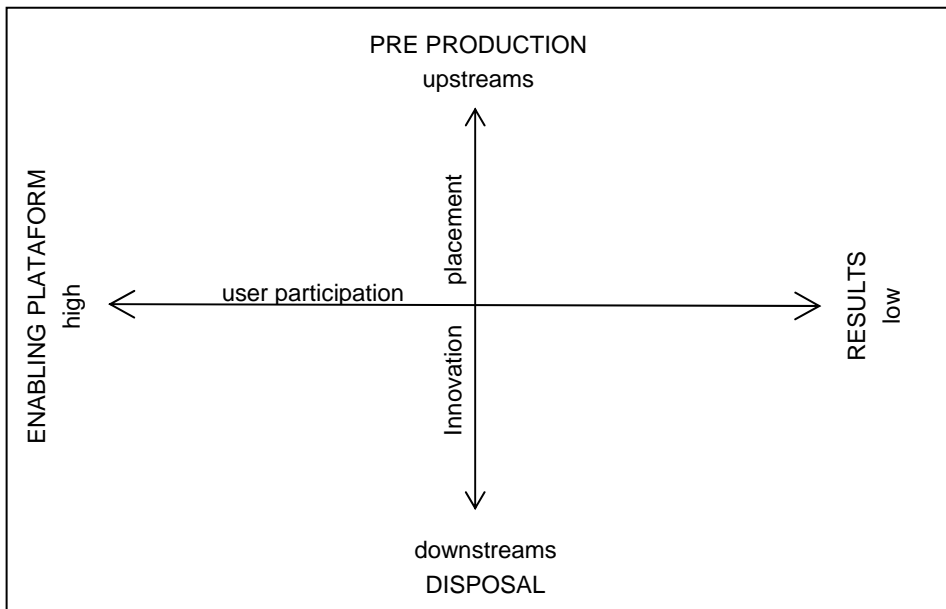 PRE PRODUCTION
upstreams
ENABLING PLATAFORM
high
user participation
placement
Innovation
RESULTS
low
downstreams
DISPOSAL